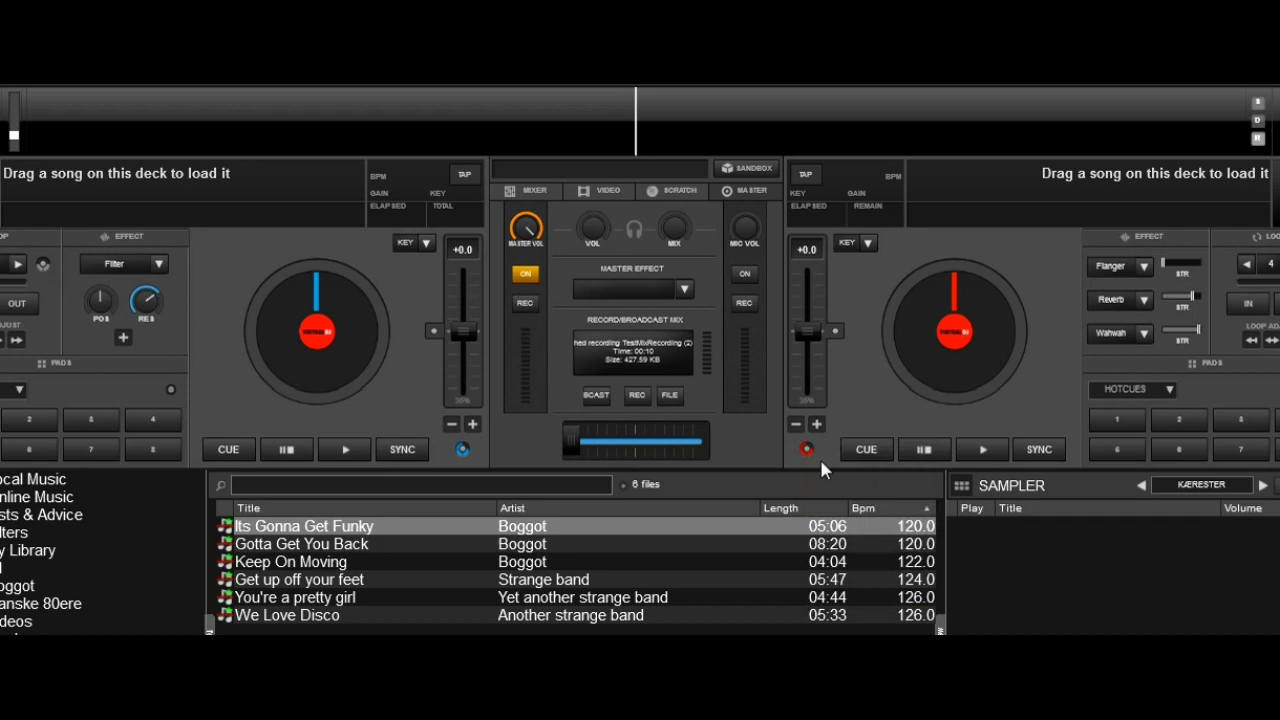 Drag a song on this deck to load it
BPM
TAP
GAIN
KEY
ELAPSED
TOTAL
SANDBOX
MIXER
VIDEO
SCRATCH
MASTER
TAP
BPM
KEY
GAIN
ELAPSED
REMAIN
Drag a song on this deck to load it
EFFECT
Filter
OUT
POS
RES
PADS
2
3
4
6
7
8
KEY
+0.0
36%
CUE
SYNC
MASTER VOL
VOL
MIX
MIC VOL
ON
REC
MASTER EFFECT
ON
REC
RECORD/BROADCAST MIX
hed recording TestMixRecording (2)
Time: 00:10
Size: 427.59 KB
BCAST
REC
FILE
+0.0
KEY
36%
CUE
SYNC
EFFECT
LOO
Flanger
STR
4
Reverb
STR
IN
Wahwah
STR
LOOP ADJ
PADS
HOTCUES
1
2
3
5
6
7
ocal Music
nline Music
sts & Advice
lters
y Library
l
oggot
anske 80ere
deos
6 files
Title Artist Length Bpm
Its Gonna Get Funky Boggot 05:06 120.0
Gotta Get You Back Boggot 08:20 120.0
Keep On Moving Boggot 04:04 122.0
Get up off your feet Strange band 05:47 124.0
You're a pretty girl Yet another strange band 04:44 126.0
We Love Disco Another strange band 05:33 126.0
SAMPLER
KÆRESTER
Play Title Volume